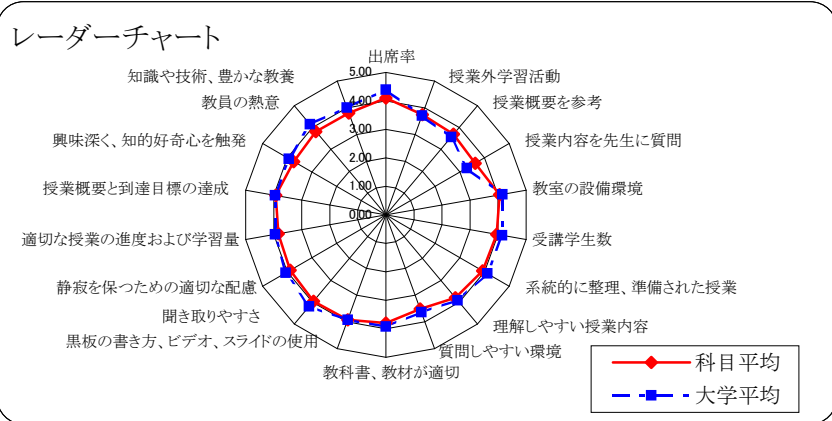 レーダーチャート
出席率
授業外学習活動
授業概要を参考
授業内容を先生に質問
教室の設備環境
受講学生数
系統的に整理、準備された授業
理解しやすい授業内容
質問しやすい環境
教科書、教材が適切
黒板の書き方、ビデオ、スライドの使用
聞き取りやすさ
静寂を保つための適切な配慮
適切な授業の進度および学習量
授業概要と到達目標の達成
興味深く、知的好奇心を触発
教員の熱意
知識や技術、豊かな教養
5.00
4.00
3.00
2.00
1.00
0.00
科目平均
大学平均